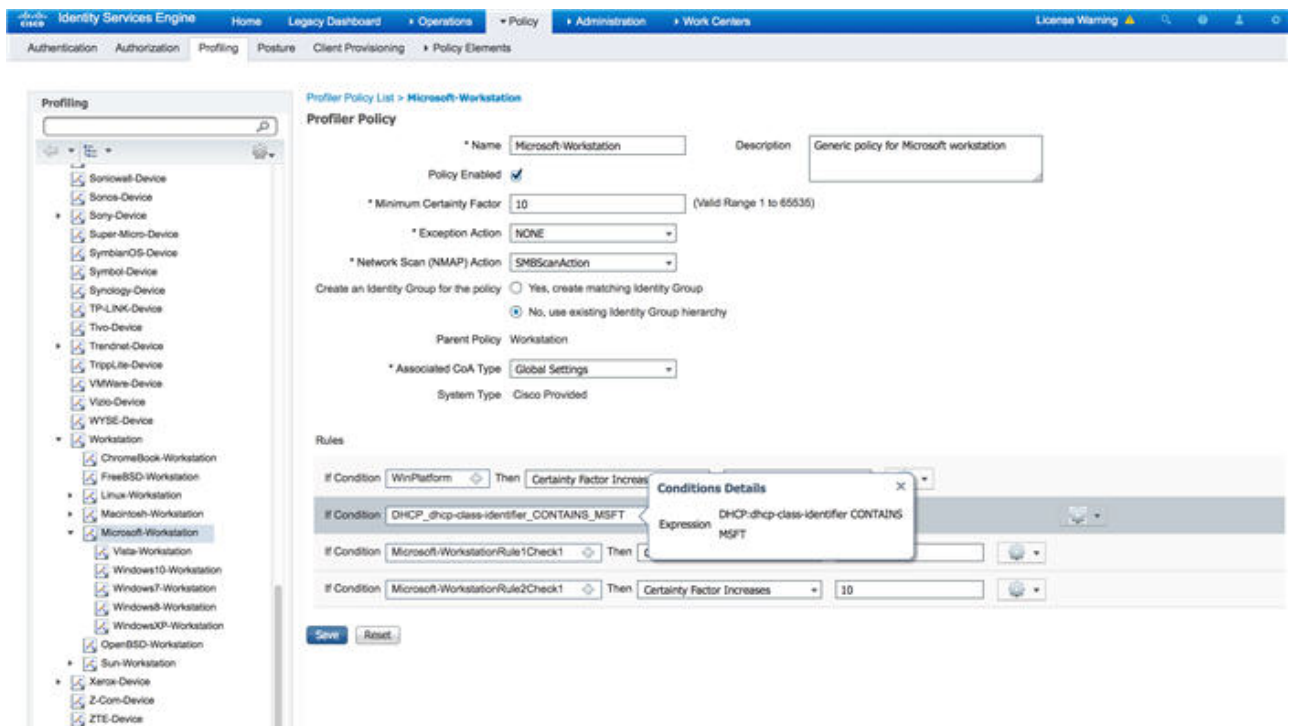 cisco Identity Services Engine Home Legacy Dashboard Operations Policy Administration Work Centers License Warning
Authentication Authorization Profiling Posture Client Provisioning Policy Elements
Profiling
Sonicwall-Device
Sonos-Device
Sony-Device
Super-Micro-Device
SymbianOS-Device
Symbol-Device
Synology-Device
TP-LINK-Device
Tivo-Device
Trendnet-Device
TrippLite-Device
VMWare-Device
Vizio-Device
WYSE-Device
Workstation
ChromeBook-Workstation
FreeBSD-Workstation
Linux-Workstation
Macintosh-Workstation
Microsoft-Workstation
Vista-Workstation
Windows10-Workstation
Windows7-Workstation
Windows8-Workstation
WindowsXP-Workstation
OpenBSD-Workstation
Sun-Workstation
Xerox-Device
Z-Com-Device
ZTE-Device
Profiler Policy List > Microsoft-Workstation
Profiler Policy
* Name Microsoft-Workstation Description Generic policy for Microsoft workstation
Policy Enabled
* Minimum Certainty Factor 10 (Valid Range 1 to 65535)
* Exception Action NONE
* Network Scan (NMAP) Action SMBScanAction
Create an Identity Group for the policy Yes, create matching Identity Group
No, use existing Identity Group hierarchy
Parent Policy Workstation
* Associated CoA Type Global Settings
System Type Cisco Provided
Rules
If Condition WinPlatform Then Certainty Factor Increas
If Condition DHCP_dhcp-class-identifier_CONTAINS_MSFT
Conditions Details
Expression DHCP:dhcp-class-identifier CONTAINS
MSFT
If Condition Microsoft-WorkstationRule1Check1 Then
If Condition Microsoft-WorkstationRule2Check1 Then Certainty Factor Increases 10
Save Reset